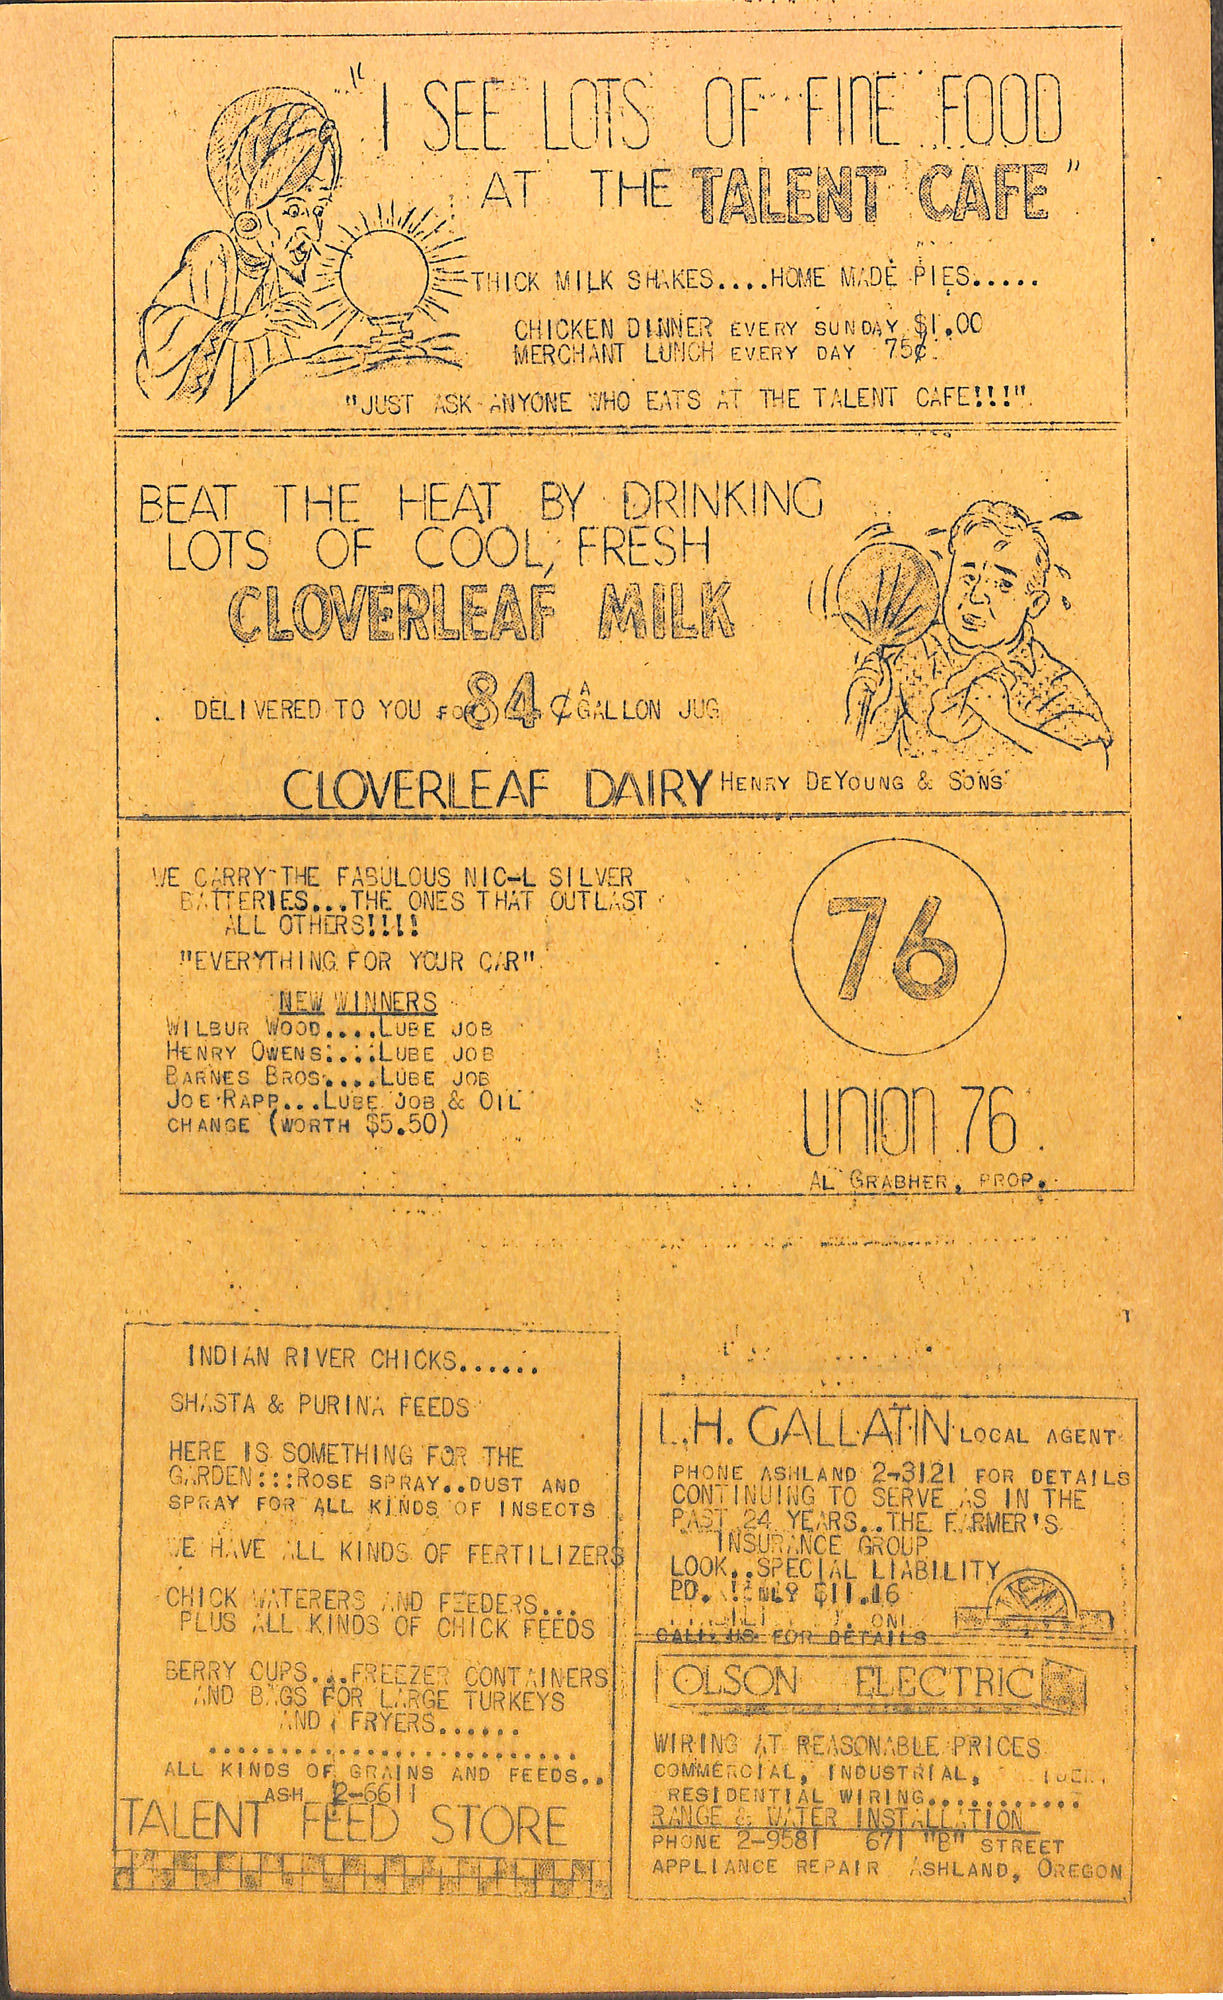 "I SEE LOTS OF FINE FOOD
AT THE TALENT CAFE"
THICK MILK SHAKES....HOME MADE PIES.....
CHICKEN DINNER EVERY SUNDAY $1.00
MERCHANT LUNCH EVERY DAY 75¢
"JUST ASK ANYONE WHO EATS AT THE TALENT CAFE!!!"
BEAT THE HEAT BY DRINKING
LOTS OF COOL, FRESH
CLOVERLEAF MILK
DELIVERED TO YOU FOR 84¢ A GALLON JUG
CLOVERLEAF DAIRY HENRY DEYOUNG & SONS
WE CARRY THE FABULOUS NIC-L SILVER
BATTERIES...THE ONES THAT OUTLAST
ALL OTHERS!!!!
"EVERYTHING FOR YOUR CAR"
NEW WINNERS
WILBUR WOOD....LUBE JOB
HENRY OWENS....LUBE JOB
BARNES BROS....LUBE JOB
JOE RAPP...LUBE JOB & OIL
CHANGE (WORTH $5.50)
76
UNION 76
AL GRABHER, PROP.
INDIAN RIVER CHICKS......
SHASTA & PURINA FEEDS
HERE IS SOMETHING FOR THE
GARDEN:::ROSE SPRAY..DUST AND
SPRAY FOR ALL KINDS OF INSECTS
WE HAVE ALL KINDS OF FERTILIZERS
CHICK WATERERS AND FEEDERS...
PLUS ALL KINDS OF CHICK FEEDS
BERRY CUPS...FREEZER CONTAINERS
AND BAGS FOR LARGE TURKEYS
AND FRYERS......
ALL KINDS OF GRAINS AND FEEDS..
ASH 2-6611
TALENT FEED STORE
L.H. GALLATIN LOCAL AGENT
PHONE ASHLAND 2-3121 FOR DETAILS
CONTINUING TO SERVE AS IN THE
PAST 24 YEARS..THE FARMER'S
INSURANCE GROUP
LOOK..SPECIAL LIABILITY
PD. $11.16
CALL US FOR DETAILS
OLSON ELECTRIC
WIRING AT REASONABLE PRICES
COMMERCIAL, INDUSTRIAL,
RESIDENTIAL WIRING...........
RANGE & WATER INSTALLATION
PHONE 2-9581 671 "B" STREET
APPLIANCE REPAIR ASHLAND, OREGON